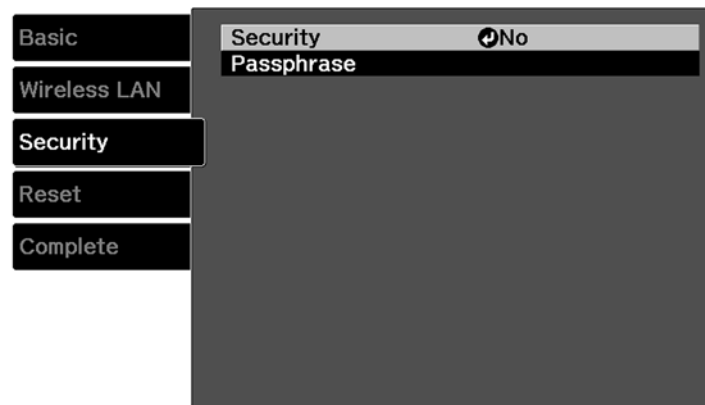 Basic
Wireless LAN
Security
Reset
Complete
Security No
Passphrase